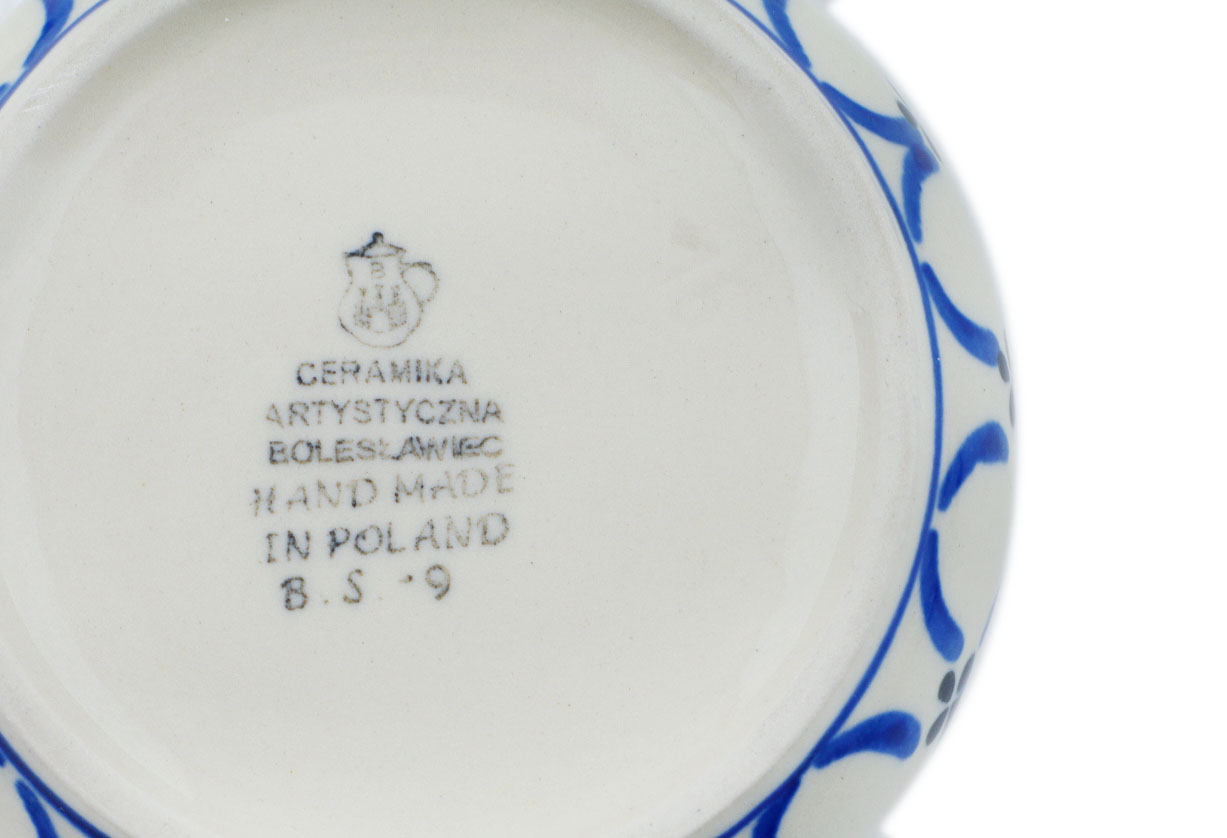 B
CERAMIKA
ARTYSTYCZNA
BOLESŁAWIEC
HAND MADE
IN POLAND
B.S.-9